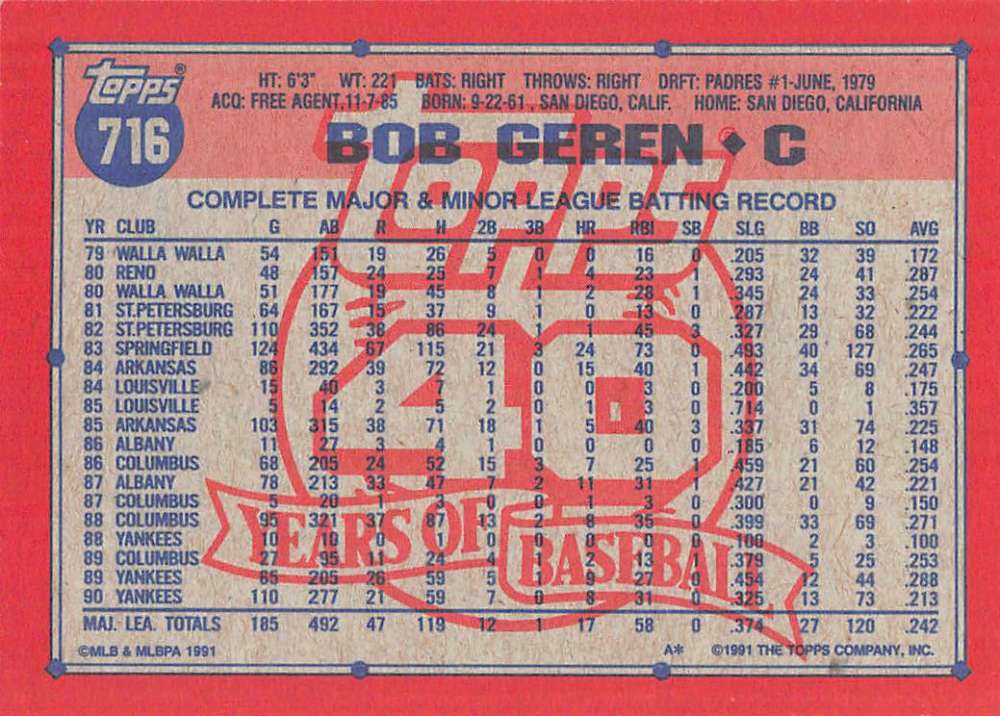 TOPPS®
716
HT: 6'3" WT: 221 BATS: RIGHT THROWS: RIGHT DRFT: PADRES #1-JUNE, 1979
ACQ: FREE AGENT,11-7-85 BORN: 9-22-61, SAN DIEGO, CALIF. HOME: SAN DIEGO, CALIFORNIA
BOB GEREN ◆ C
TOPPS
40
YEARS OF BASEBALL
COMPLETE MAJOR & MINOR LEAGUE BATTING RECORD
YR CLUB G AB R H 2B 3B HR RBI SB SLG BB SO AVG
79 WALLA WALLA 54 151 19 26 5 0 0 16 0 .205 32 39 .172
80 RENO 48 157 24 25 7 1 4 23 1 .293 24 41 .287
80 WALLA WALLA 51 177 19 45 8 1 2 28 1 .345 24 33 .254
81 ST.PETERSBURG 64 167 15 37 9 1 0 13 0 .287 13 32 .222
82 ST.PETERSBURG 110 352 38 86 24 1 1 45 3 .327 29 68 .244
83 SPRINGFIELD 124 434 67 115 21 3 24 73 0 .493 40 127 .265
84 ARKANSAS 86 292 39 72 12 0 15 40 1 .442 34 69 .247
84 LOUISVILLE 15 40 3 7 1 0 0 3 0 .200 5 8 .175
85 LOUISVILLE 5 14 2 5 2 0 1 3 0 .714 0 1 .357
85 ARKANSAS 103 315 38 71 18 1 5 40 3 .337 31 74 .225
86 ALBANY 11 27 3 4 1 0 0 0 0 .185 6 12 .148
86 COLUMBUS 68 205 24 52 15 3 7 25 1 .459 21 60 .254
87 ALBANY 78 213 33 47 7 2 11 31 1 .427 21 42 .221
87 COLUMBUS 5 20 1 3 0 0 1 3 0 .300 0 9 .150
88 COLUMBUS 95 321 37 87 13 2 8 35 0 .399 33 69 .271
88 YANKEES 10 10 0 1 0 0 0 0 0 .100 2 3 .100
89 COLUMBUS 27 95 11 24 4 1 2 13 1 .379 5 25 .253
89 YANKEES 65 205 26 59 5 1 9 27 0 .454 12 44 .288
90 YANKEES 110 277 21 59 7 0 8 31 0 .325 13 73 .213
MAJ. LEA. TOTALS 185 492 47 119 12 1 17 58 0 .374 27 120 .242
©MLB & MLBPA 1991 A* ©1991 THE TOPPS COMPANY, INC.